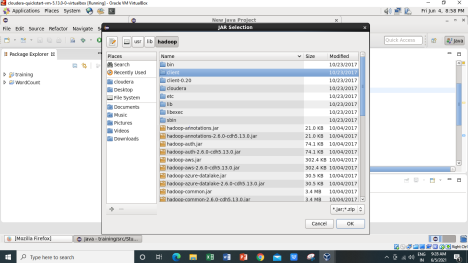 cloudera-quickstart-vm-5.13.0-0-virtualbox [Running] - Oracle VM VirtualBox
Applications Places System
Fri Jun 4, 8:58 PM
New Java Project
File Edit Source Refactor Navigate
JAR Selection
usr lib hadoop
Quick Access
Java
Package Explorer
training
WordCount
Places
Search
Recently Used
cloudera
Desktop
File System
Documents
Music
Pictures
Videos
Downloads
Name Size Modified
bin 10/23/2017
client 10/23/2017
client-0.20 10/23/2017
cloudera 10/23/2017
etc 10/23/2017
lib 10/23/2017
libexec 10/23/2017
sbin 10/23/2017
hadoop-annotations.jar 21.0 KB 10/04/2017
hadoop-annotations-2.6.0-cdh5.13.0.jar 21.0 KB 10/04/2017
hadoop-auth.jar 74.1 KB 10/04/2017
hadoop-auth-2.6.0-cdh5.13.0.jar 74.1 KB 10/04/2017
hadoop-aws.jar 302.4 KB 10/04/2017
hadoop-aws-2.6.0-cdh5.13.0.jar 302.4 KB 10/04/2017
hadoop-azure-datalake.jar 30.5 KB 10/04/2017
hadoop-azure-datalake-2.6.0-cdh5.13.0.jar 30.5 KB 10/04/2017
hadoop-common.jar 3.4 MB 10/04/2017
hadoop-common-2.6.0-cdh5.13.0.jar 3.4 MB 10/04/2017
*.jar;*.zip
Cancel OK
[Mozilla Firefox]
Java - training/src/Stu...
Right Ctrl
Type here to search
ENG
IN
9:28 AM
6/5/2021